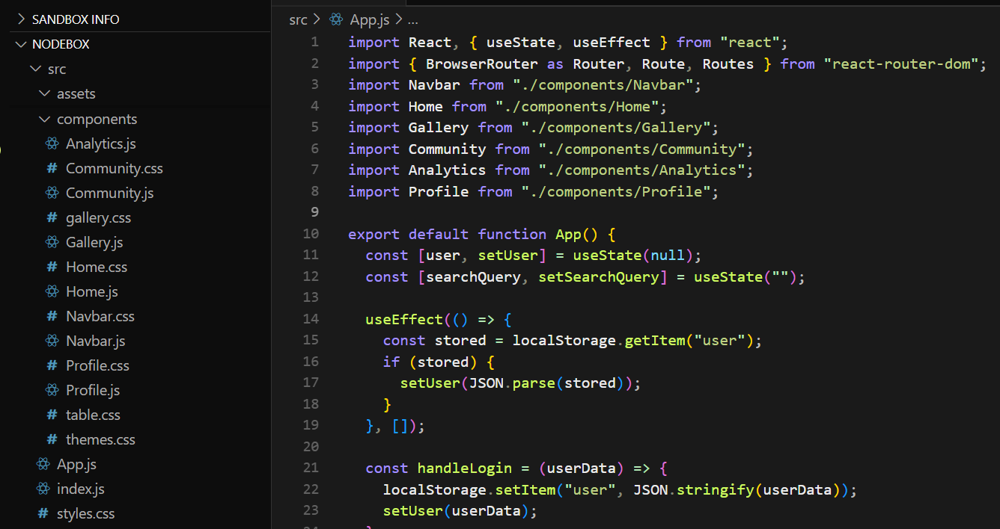 SANDBOX INFO
NODEBOX
src
assets
components
Analytics.js
Community.css
Community.js
gallery.css
Gallery.js
Home.css
Home.js
Navbar.css
Navbar.js
Profile.css
Profile.js
table.css
themes.css
App.js
index.js
styles.css
src > App.js > ...
1 import React, { useState, useEffect } from "react";
2 import { BrowserRouter as Router, Route, Routes } from "react-router-dom";
3 import Navbar from "./components/Navbar";
4 import Home from "./components/Home";
5 import Gallery from "./components/Gallery";
6 import Community from "./components/Community";
7 import Analytics from "./components/Analytics";
8 import Profile from "./components/Profile";
9
10 export default function App() {
11   const [user, setUser] = useState(null);
12   const [searchQuery, setSearchQuery] = useState("");
13
14   useEffect(() => {
15     const stored = localStorage.getItem("user");
16     if (stored) {
17       setUser(JSON.parse(stored));
18     }
19   }, []);
20
21   const handleLogin = (userData) => {
22     localStorage.setItem("user", JSON.stringify(userData));
23     setUser(userData);